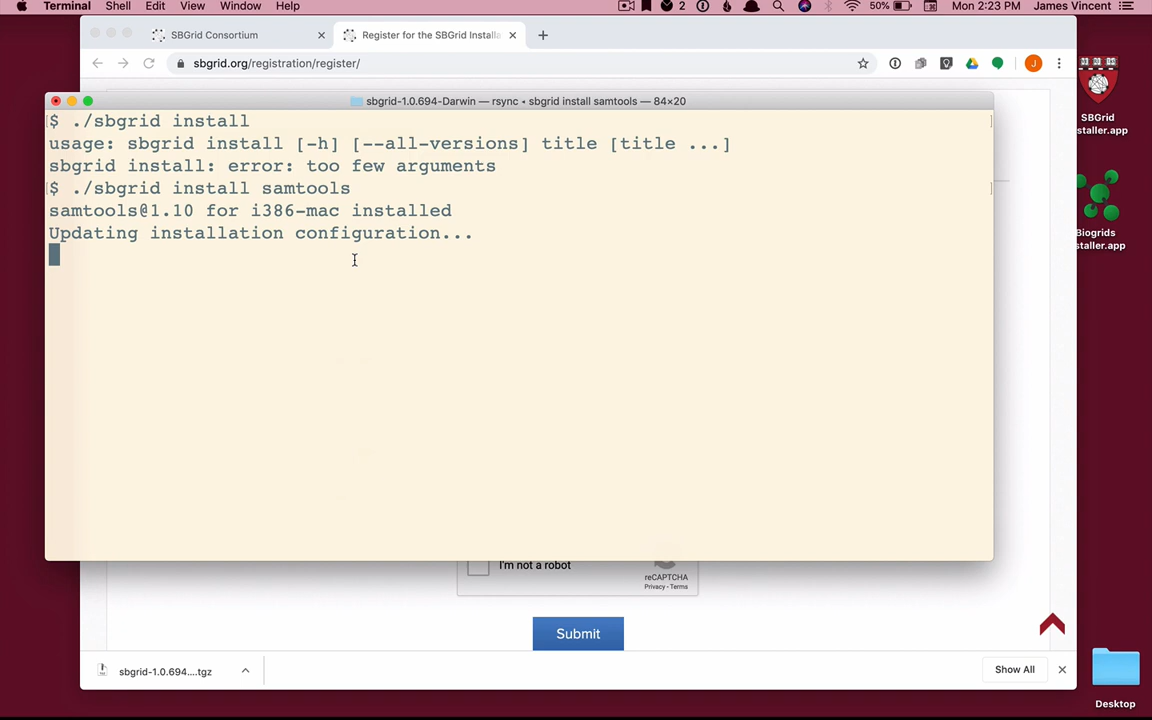 Terminal Shell Edit View Window Help 2 50% Mon 2:23 PM James Vincent
SBGrid Consortium
Register for the SBGrid Installa
sbgrid.org/registration/register/
J
sbgrid-1.0.694-Darwin — rsync • sbgrid install samtools — 84×20
$ ./sbgrid install
usage: sbgrid install [-h] [--all-versions] title [title ...]
sbgrid install: error: too few arguments
$ ./sbgrid install samtools
samtools@1.10 for i386-mac installed
Updating installation configuration...
I'm not a robot
reCAPTCHA
Privacy - Terms
Submit
sbgrid-1.0.694....tgz
Show All
SBGrid
staller.app
Biogrids
staller.app
Desktop